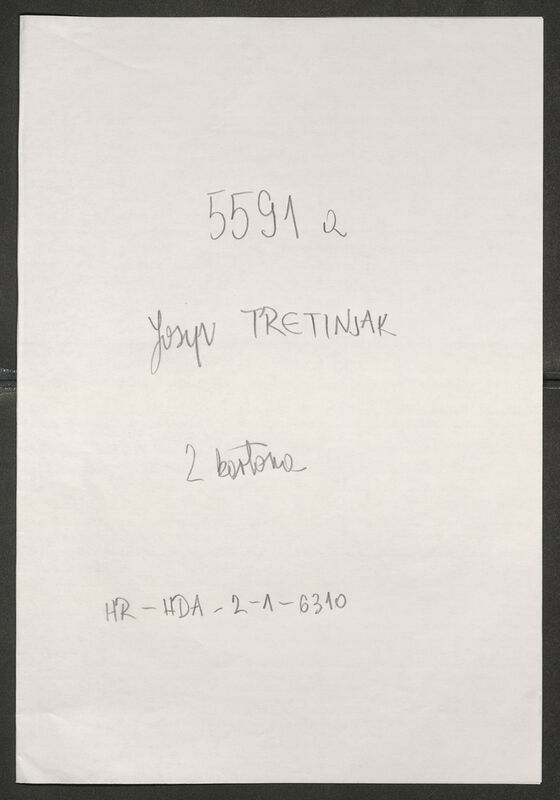 5591 a
Josip TRETINJAK
2 kartona
HR-HDA-2-1-6310